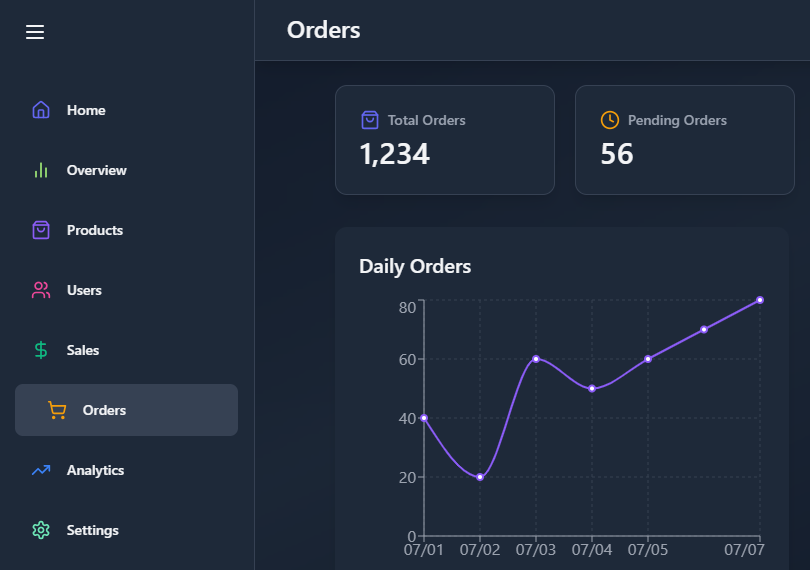 Orders
Home
Overview
Products
Users
Sales
Orders
Analytics
Settings
Total Orders
1,234
Pending Orders
56
Daily Orders
80
60
40
20
0
07/01 07/02 07/03 07/04 07/05 07/07